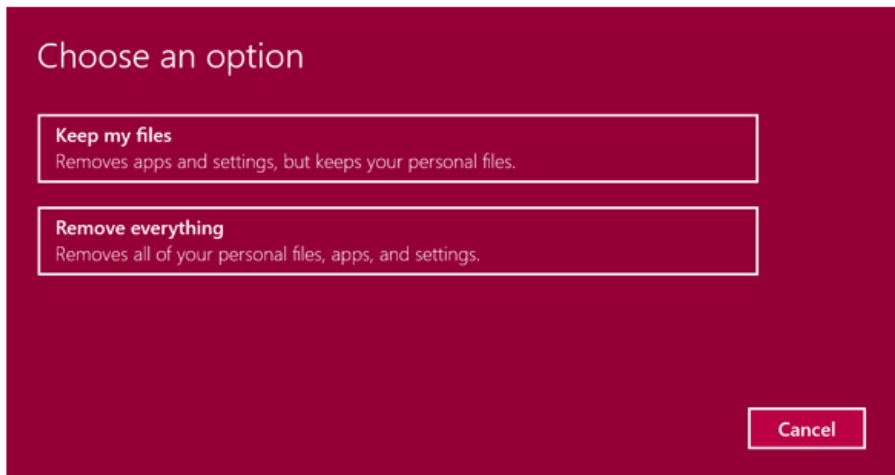 Choose an option
Keep my files
Removes apps and settings, but keeps your personal files.
Remove everything
Removes all of your personal files, apps, and settings.
Cancel